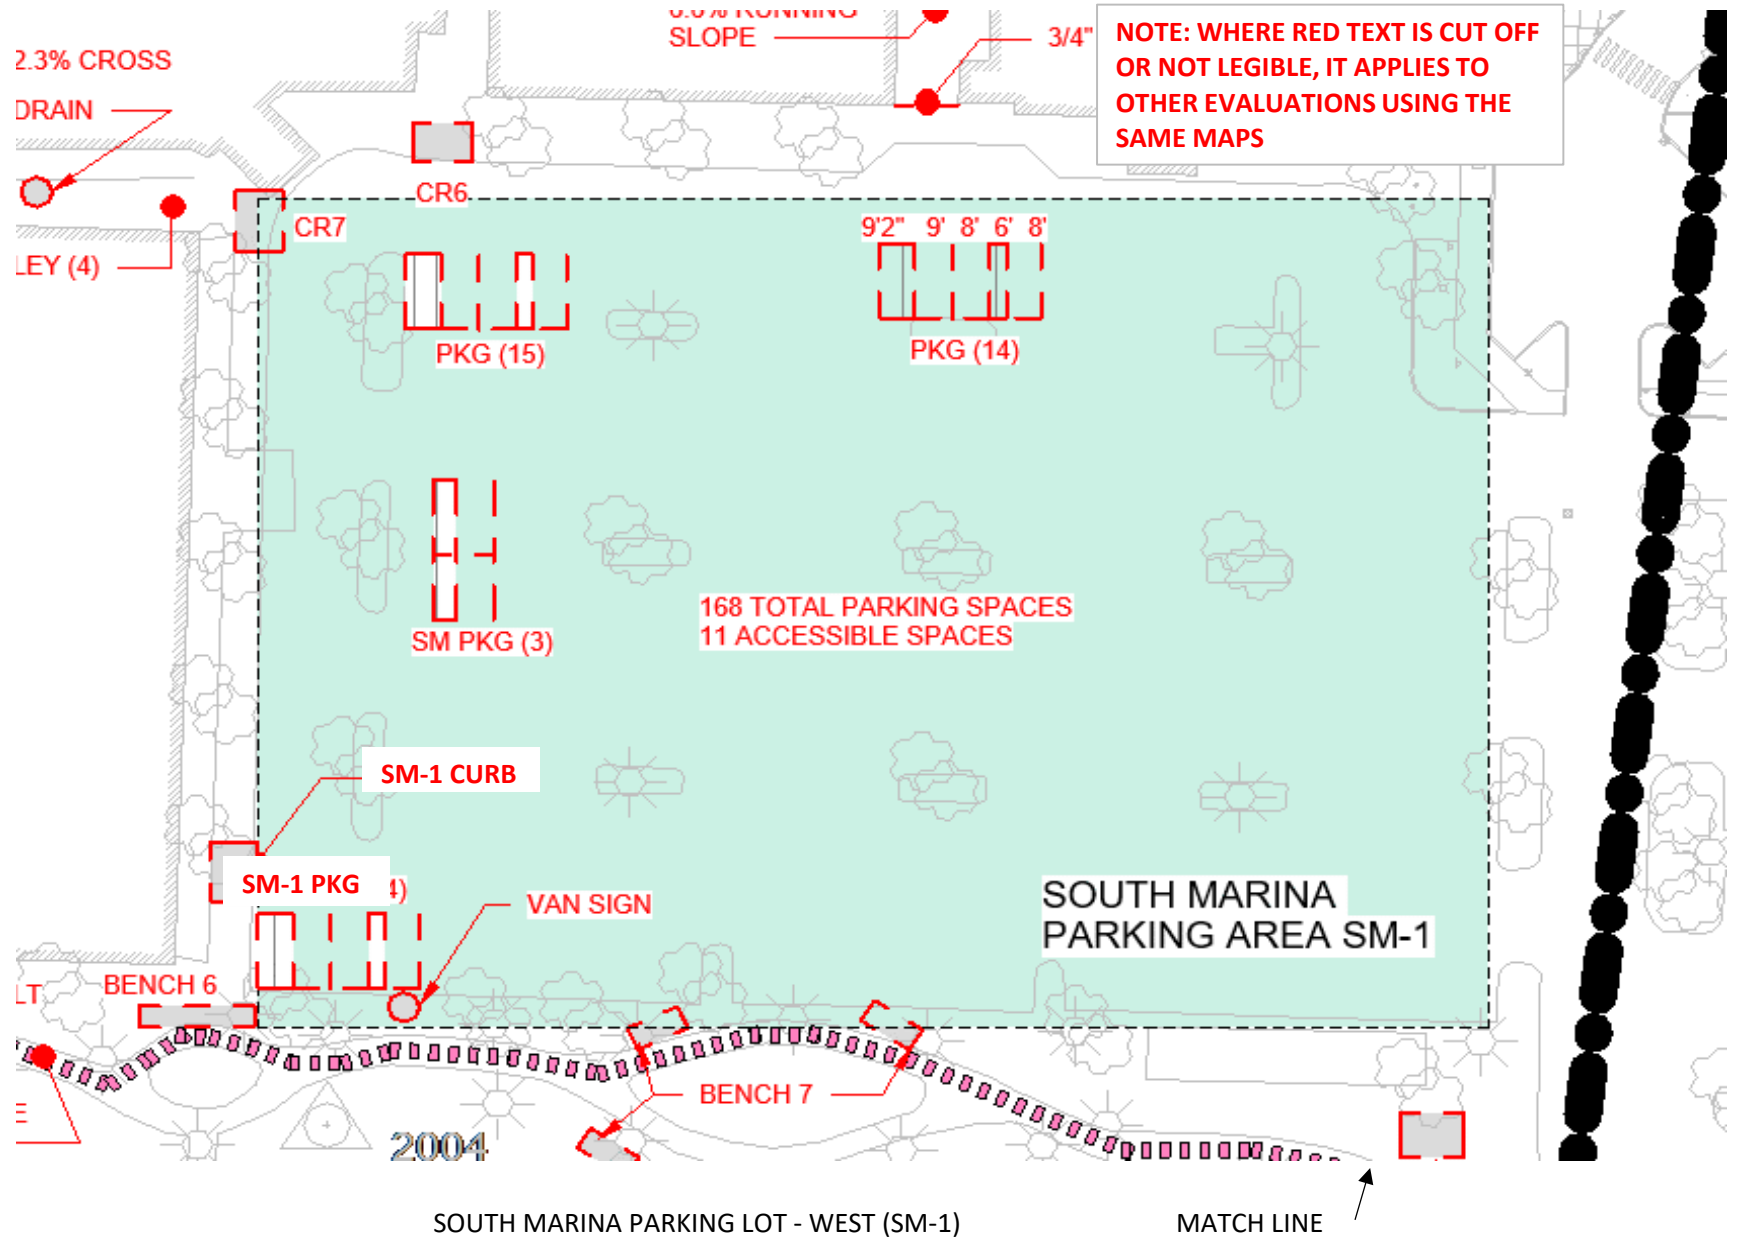 SLOPE
3/4"
NOTE: WHERE RED TEXT IS CUT OFF
OR NOT LEGIBLE, IT APPLIES TO
OTHER EVALUATIONS USING THE
SAME MAPS
2.3% CROSS
DRAIN
CR6
CR7
LEY (4)
9'2" 9' 8' 6' 8'
PKG (15)
PKG (14)
168 TOTAL PARKING SPACES
11 ACCESSIBLE SPACES
SM PKG (3)
SM-1 CURB
SM-1 PKG 4)
VAN SIGN
SOUTH MARINA
PARKING AREA SM-1
BENCH 6
LT
BENCH 7
E
2004
SOUTH MARINA PARKING LOT - WEST (SM-1)
MATCH LINE